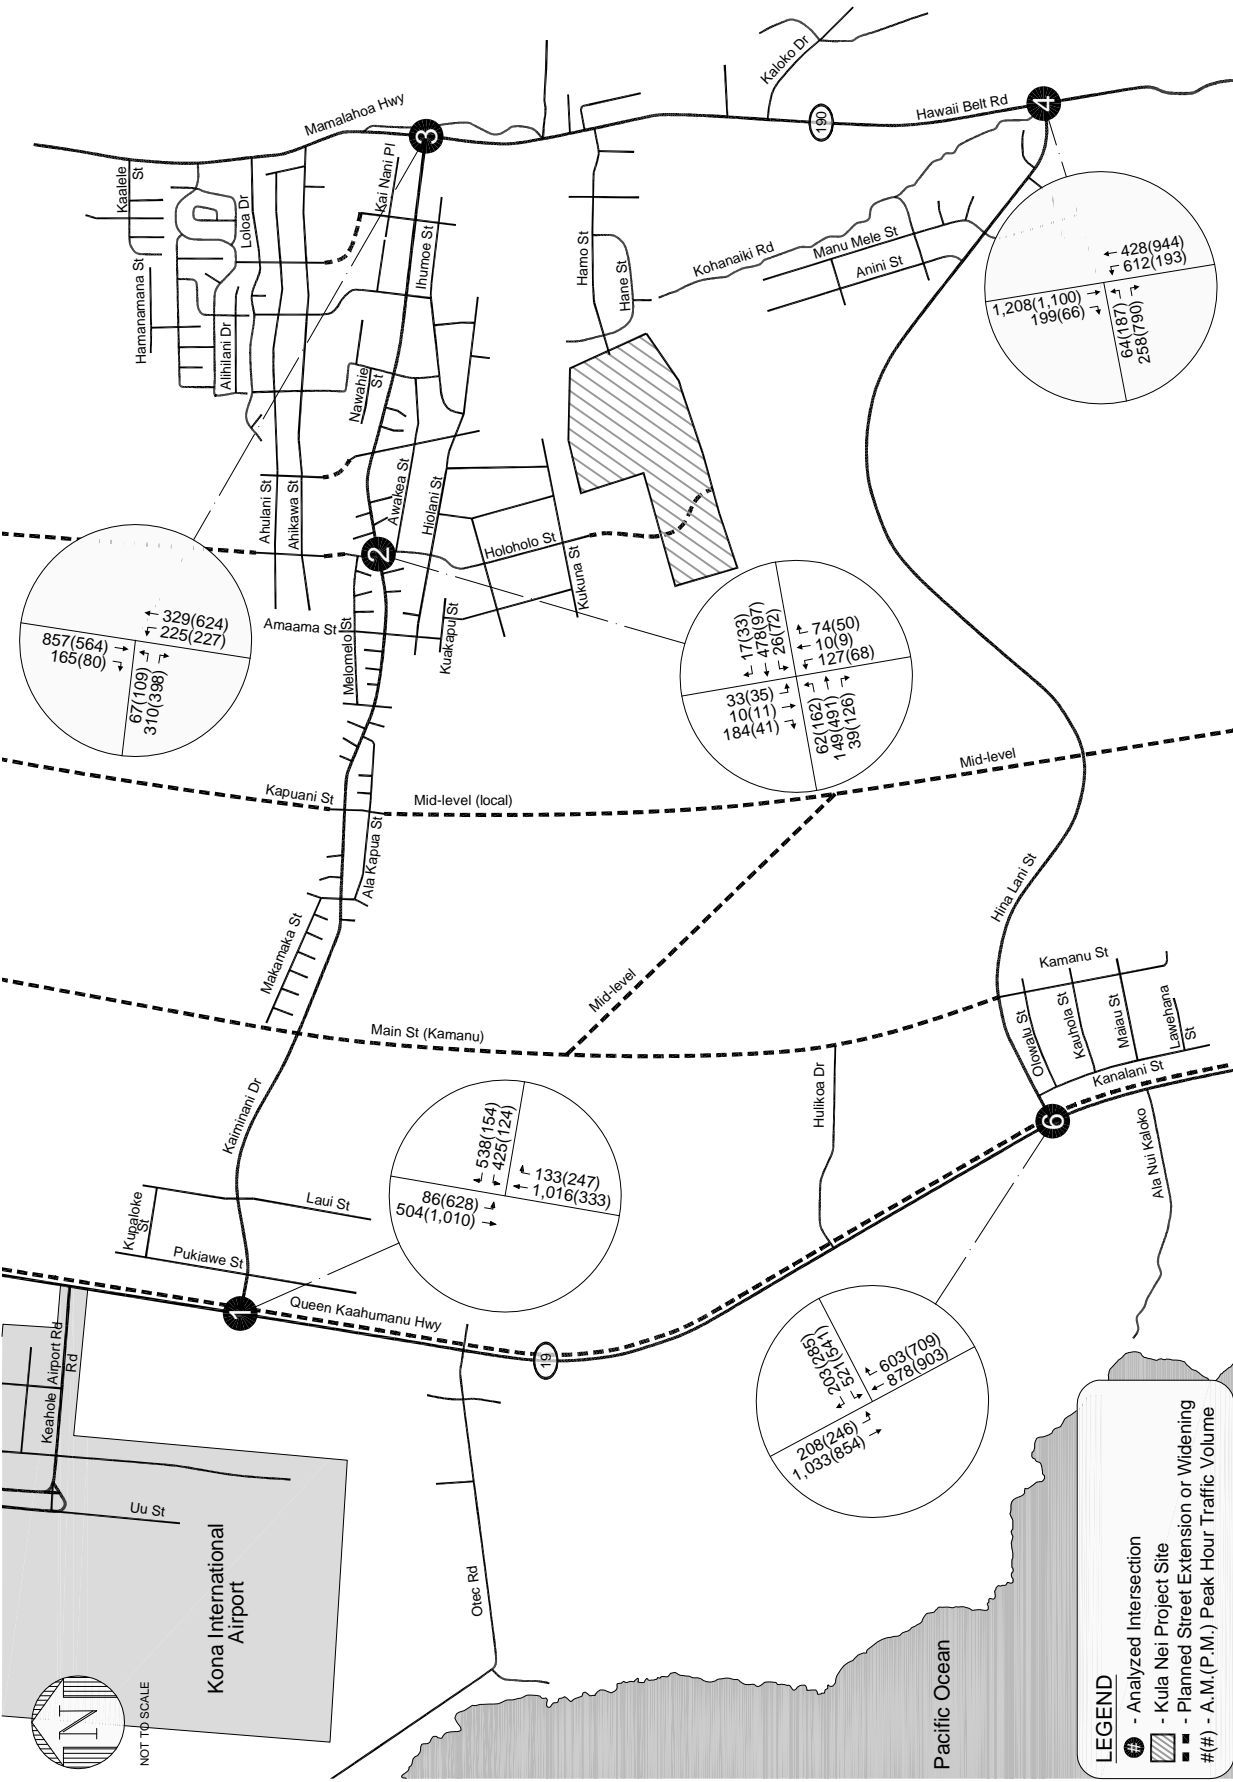 Mamalahoa Hwy
3
Kaalele
St
Kai Nani Pl
Loloa Dr
Hamanamana St
Alihilani Dr
Ihumoe St
Nawahie
St
Ahulani St
Ahikawa St
Awakea St
Hiolani St
2
Holoholo St
Kukuna St
Amaama St
Melomelo St
Kuakapu St
Hamo St
Hane St
Kaloko Dr
190
Hawaii Belt Rd
4
Kohanaiki Rd
Manu Mele St
Anini St
428(944)
612(193)
1,208(1,100)
199(66)
64(187)
258(790)
329(624)
225(227)
857(564)
165(80)
67(109)
310(398)
17(33)
478(97)
26(72)
74(50)
10(9)
127(68)
33(35)
10(11)
184(41)
62(162)
149(491)
39(126)
Kapuani St
Mid-level (local)
Mid-level
Ala Kapua St
Makamaka St
Mid-level
Main St (Kamanu)
Hina Lani St
Kamanu St
Olowalu St
Kauhola St
Maiau St
Lawehana
St
Kanalani St
Hulikoa Dr
6
Ala Nui Kaloko
Kaiminani Dr
538(154)
425(124)
133(247)
1,016(333)
86(628)
504(1,010)
Kupaloke
St
Laui St
Pukiawe St
1
Queen Kaahumanu Hwy
19
Keahole Airport Rd
Rd
Uu St
Otec Rd
203(285)
521(541)
603(709)
878(903)
208(246)
1,033(854)
Kona International
Airport
N
NOT TO SCALE
Pacific Ocean
LEGEND
# - Analyzed Intersection
- Kula Nei Project Site
- Planned Street Extension or Widening
#(#) - A.M.(P.M.) Peak Hour Traffic Volume